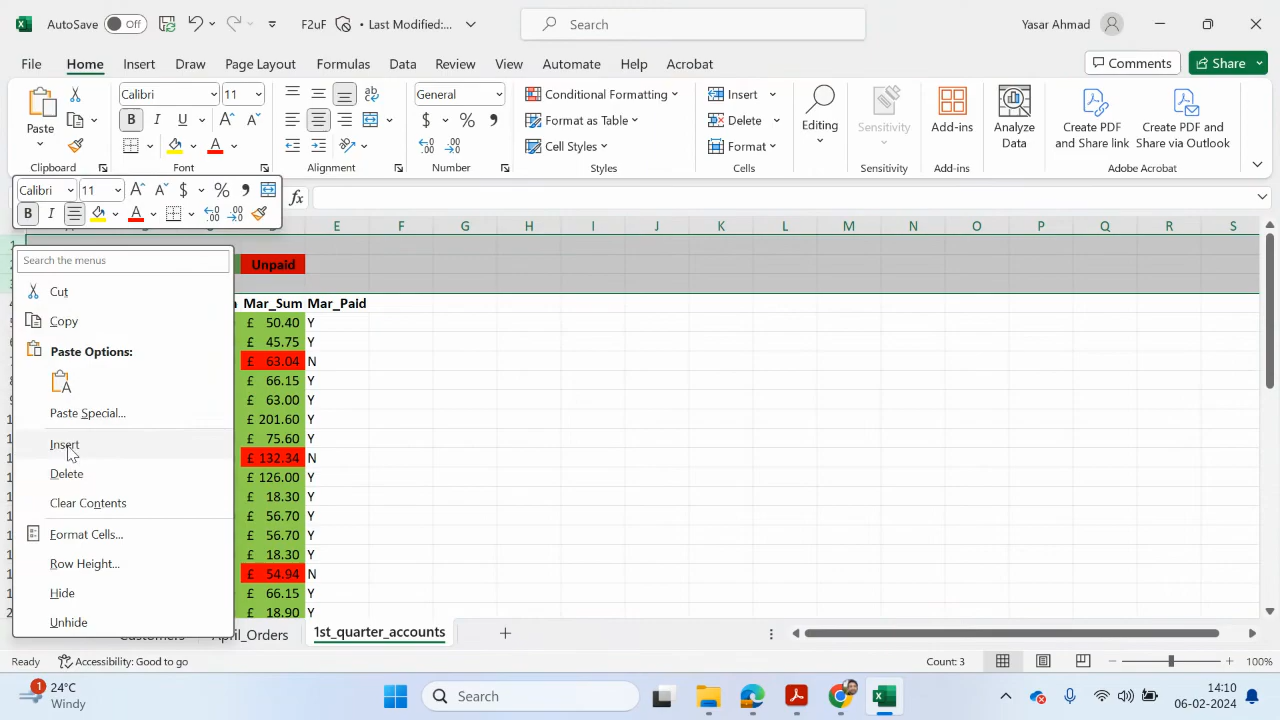 AutoSave Off F2uF • Last Modified:... Search Yasar Ahmad
File Home Insert Draw Page Layout Formulas Data Review View Automate Help Acrobat Comments Share
Paste Calibri 11 General Conditional Formatting Insert Editing Sensitivity Add-ins Analyze Data Create PDF and Share link Create PDF and Share via Outlook
B I U $ % Format as Table Delete
Cell Styles Format
Clipboard Font Alignment Number Styles Cells Sensitivity Add-ins Adobe Acrobat
Calibri 11 $ %
B I
fx
E F G H I J K L M N O P Q R S
Unpaid
Mar_Sum Mar_Paid
£ 50.40 Y
£ 45.75 Y
£ 63.04 N
£ 66.15 Y
£ 63.00 Y
£ 201.60 Y
£ 75.60 Y
£ 132.34 N
£ 126.00 Y
£ 18.30 Y
£ 56.70 Y
£ 56.70 Y
£ 18.30 Y
£ 54.94 N
£ 66.15 Y
£ 18.90 Y
Search the menus
Cut
Copy
Paste Options:
Paste Special...
Insert
Delete
Clear Contents
Format Cells...
Row Height...
Hide
Unhide
Customers April_Orders 1st_quarter_accounts
Ready Accessibility: Good to go Count: 3 100%
1 24°C
Windy
Search
14:10
06-02-2024